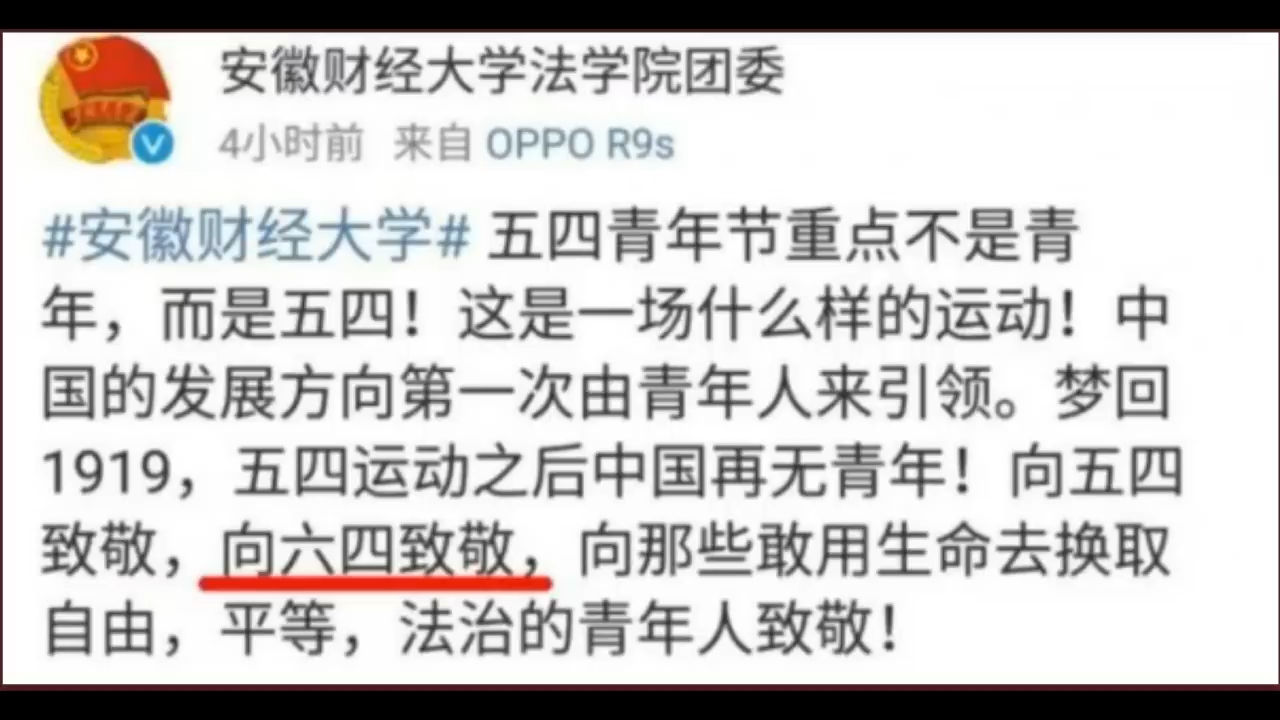 安徽财经大学法学院团委
4小时前 来自 OPPO R9s
#安徽财经大学# 五四青年节重点不是青
年，而是五四！这是一场什么样的运动！中
国的发展方向第一次由青年人来引领。梦回
1919，五四运动之后中国再无青年！向五四
致敬，向六四致敬，向那些敢用生命去换取
自由，平等，法治的青年人致敬！